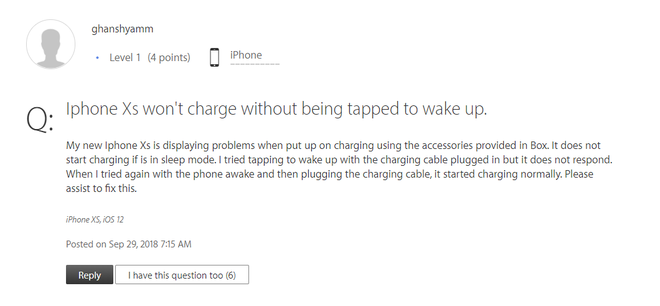 ghanshyamm
• Level 1 (4 points) iPhone
Q: Iphone Xs won't charge without being tapped to wake up.
My new Iphone Xs is displaying problems when put up on charging using the accessories provided in Box. It does not
start charging if is in sleep mode. I tried tapping to wake up with the charging cable plugged in but it does not respond.
When I tried again with the phone awake and then plugging the charging cable, it started charging normally. Please
assist to fix this.
iPhone XS, iOS 12
Posted on Sep 29, 2018 7:15 AM
Reply I have this question too (6)